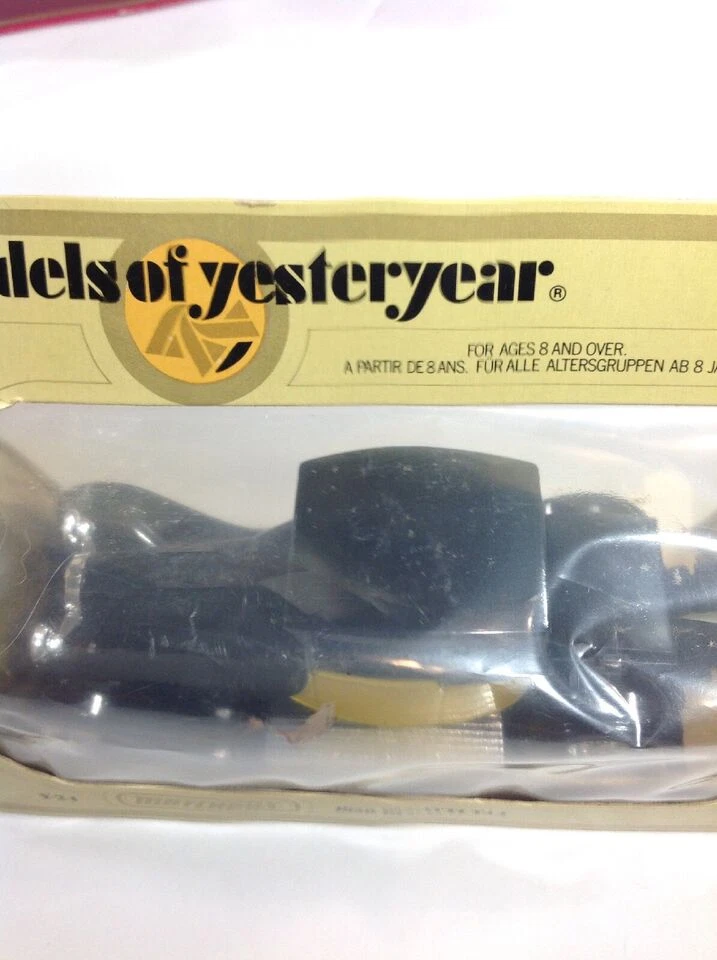 dels of yesteryear®
FOR AGES 8 AND OVER.
A PARTIR DE 8 ANS. FÜR ALLE ALTERSGRUPPEN AB 8 JA